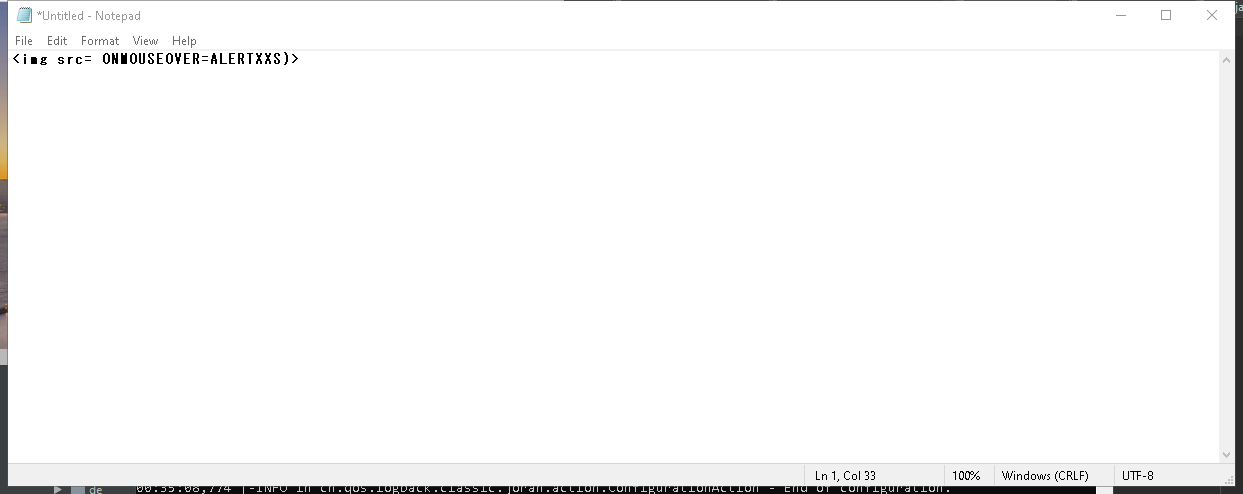 *Untitled - Notepad
File Edit Format View Help
<img src= ONMOUSEOVER=ALERTXXS)>
Ln 1, Col 33 100% Windows (CRLF) UTF-8
de 00:35:08,774 |-INFO in ch.qos.logback.classic.joran.action.ConfigurationAction - End of configuration.